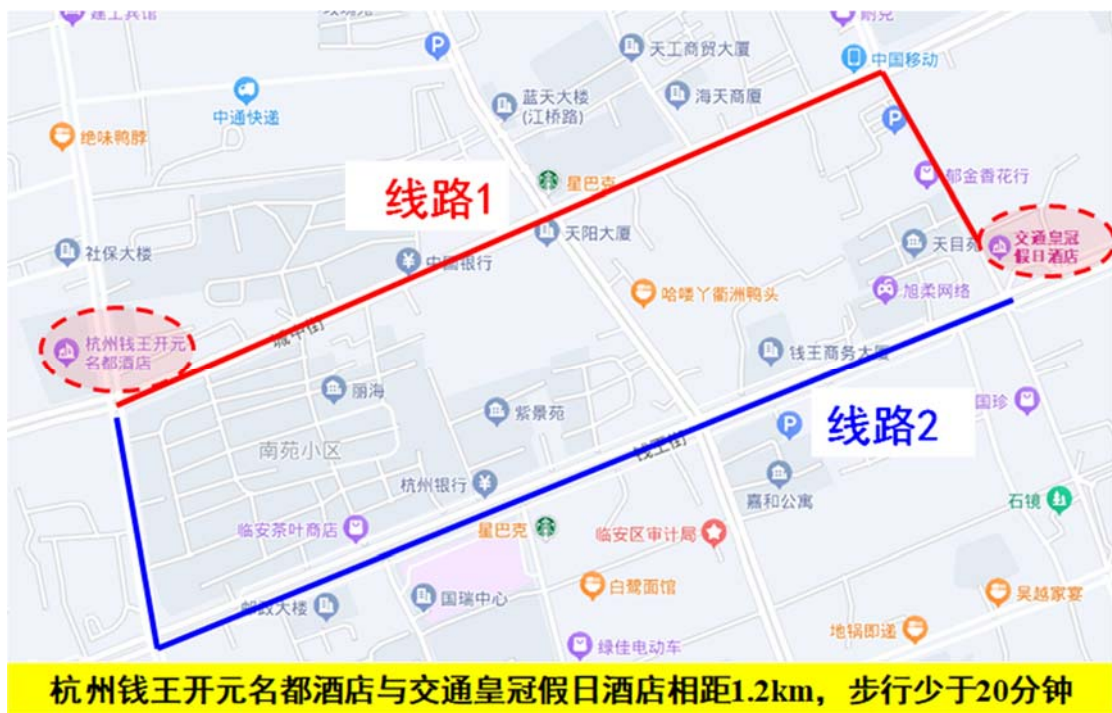 建工宾馆
耐克
天工商贸大厦
中国移动
中通快递
蓝天大楼
(江桥路)
海天商厦
绝味鸭脖
线路1
星巴克
郁金香花行
社保大楼
中国银行
天阳大厦
天目苑
交通皇冠
假日酒店
哈喽丫衢洲鸭头
旭柔网络
杭州钱王开元
名都酒店
城中街
钱王商务大厦
丽海
紫景苑
线路2
国珍
南苑小区
钱王街
杭州银行
嘉和公寓
石镜
临安茶叶商店
星巴克
临安区审计局
邮政大楼
国瑞中心
白鹭面馆
吴越家宴
地锅即递
绿佳电动车
杭州钱王开元名都酒店与交通皇冠假日酒店相距1.2km，步行少于20分钟